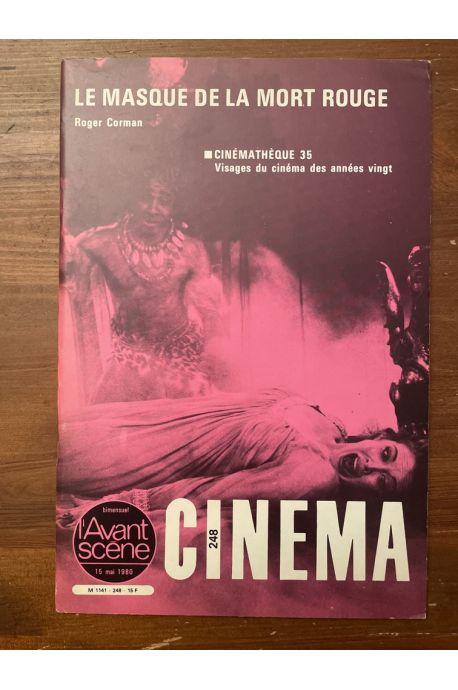 LE MASQUE DE LA MORT ROUGE
Roger Corman
■ CINÉMATHÈQUE 35
Visages du cinéma des années vingt
bimensuel
l'Avant
scène
15 mai 1980
M 1141 - 248 - 15 F
248
CINEMA